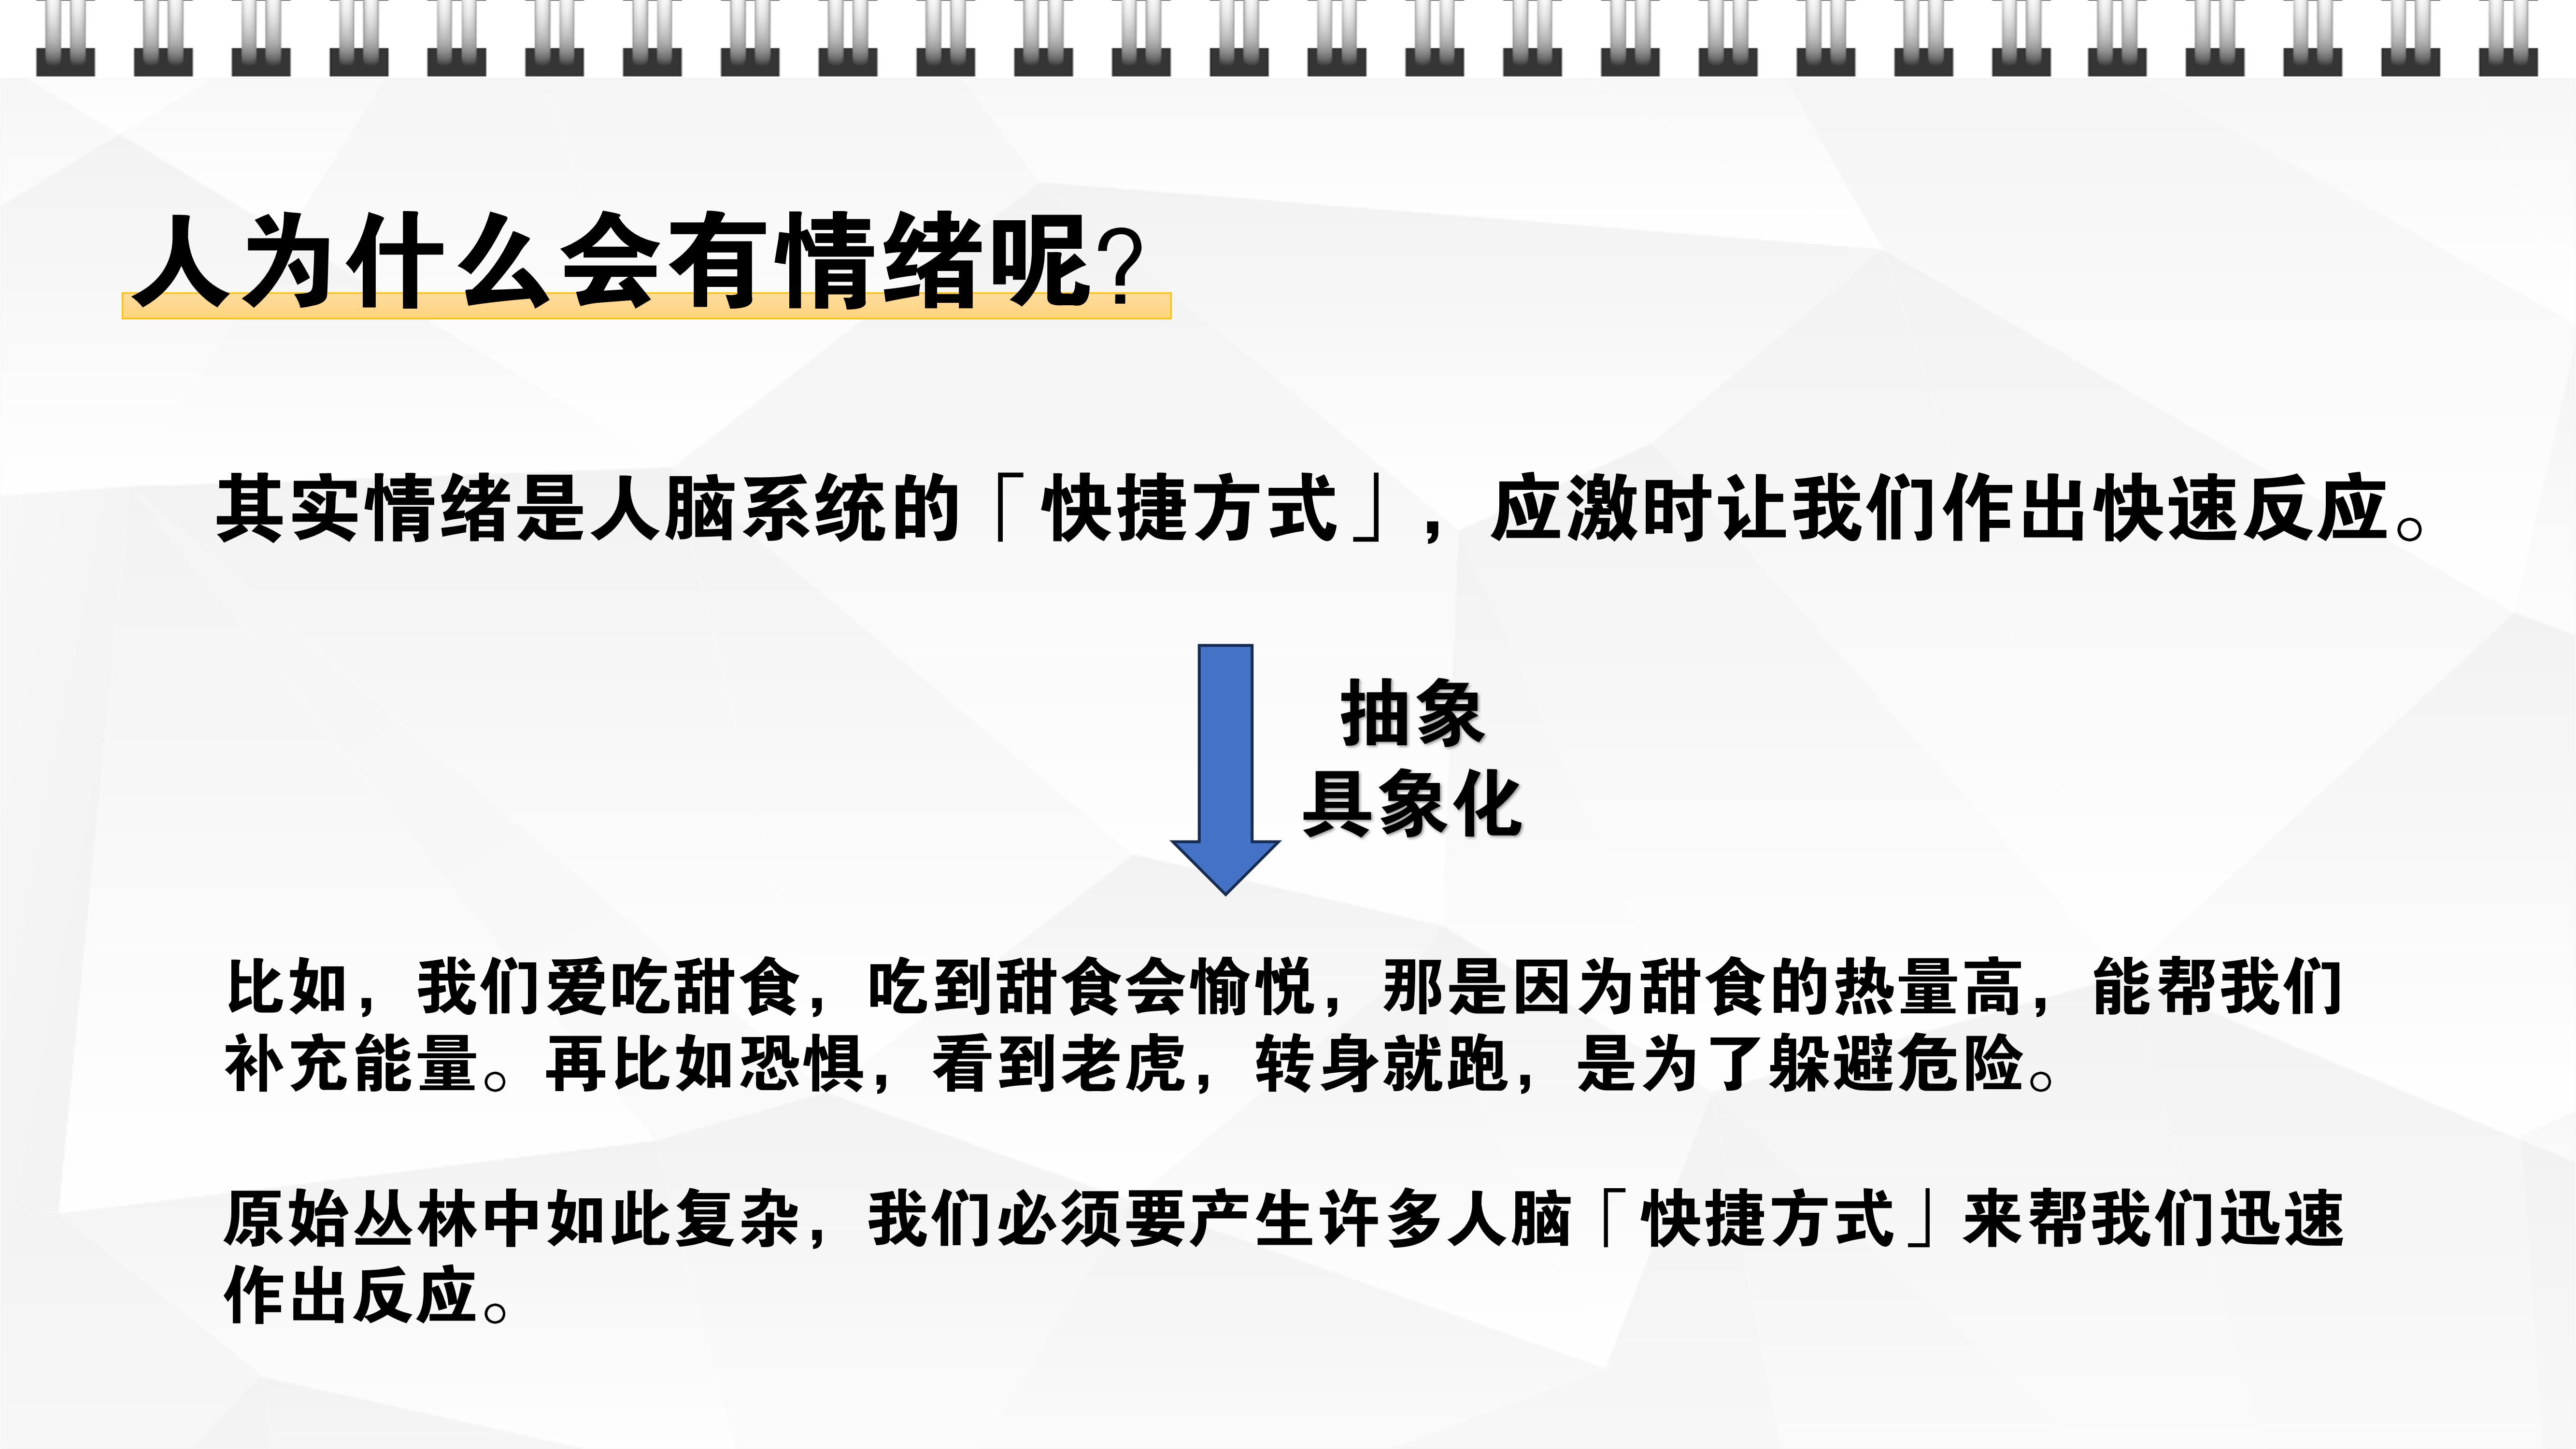 人为什么会有情绪呢?
其实情绪是人脑系统的「快捷方式」，应激时让我们作出快速反应。
抽象
具象化
比如，我们爱吃甜食，吃到甜食会愉悦，那是因为甜食的热量高，能帮我们
补充能量。再比如恐惧，看到老虎，转身就跑，是为了躲避危险。
原始丛林中如此复杂，我们必须要产生许多人脑「快捷方式」来帮我们迅速
作出反应。